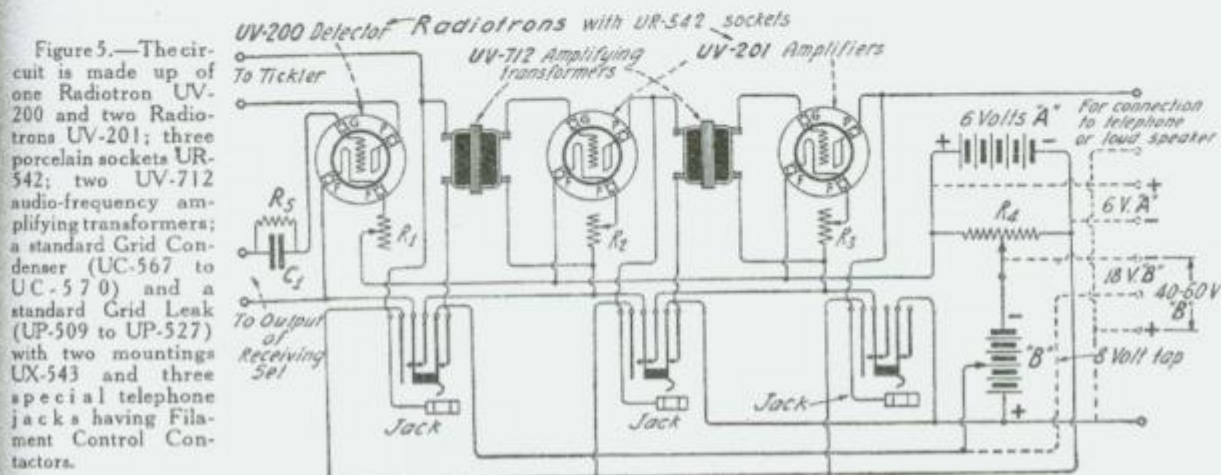 Figure 5.—The cir-
cuit is made up of
one Radiotron UV-
200 and two Radio-
trons UV-201; three
porcelain sockets UR-
542; two UV-712
audio-frequency am-
plifying transformers;
a standard Grid Con-
denser (UC-567 to
UC-570) and a
standard Grid Leak
(UP-509 to UP-527)
with two mountings
UX-543 and three
special telephone
jacks having Fila-
ment Control Con-
tactors.
Radiotrons with UR-542 sockets
UV-200 Detector
UV-712 Amplifying
transformers
UV-201 Amplifiers
To Tickler
G
P
F
F
G
P
F
F
G
P
F
F
6 Volts "A"
+ −
For connection
to telephone
or loud speaker
R5
C1
R1
R2
R3
R4
+
6 V. "A"
−
−
18 V. "B"
40-60 V
"B"
+
8 Volt tap
To Output
of
Receiving
Set
−
"B"
+
Jack
Jack
Jack